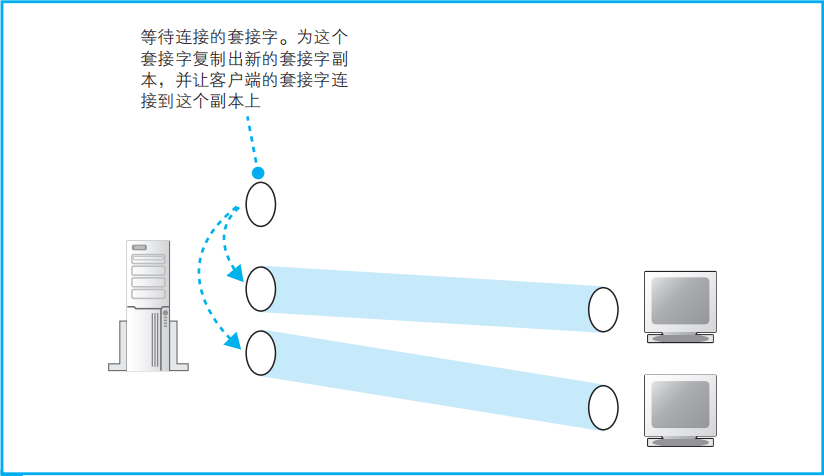 等待连接的套接字。为这个
套接字复制出新的套接字副
本，并让客户端的套接字连
接到这个副本上